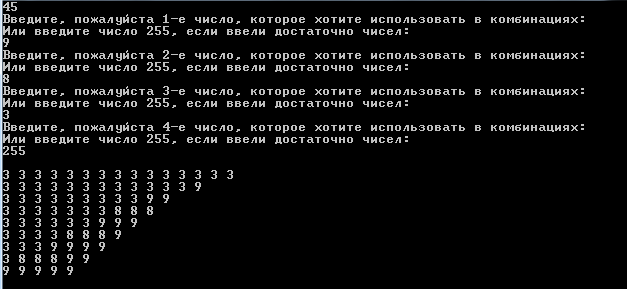 45
Введите, пожалуйста 1-е число, которое хотите использовать в комбинациях:
Или введите число 255, если ввели достаточно чисел:
9
Введите, пожалуйста 2-е число, которое хотите использовать в комбинациях:
Или введите число 255, если ввели достаточно чисел:
8
Введите, пожалуйста 3-е число, которое хотите использовать в комбинациях:
Или введите число 255, если ввели достаточно чисел:
3
Введите, пожалуйста 4-е число, которое хотите использовать в комбинациях:
Или введите число 255, если ввели достаточно чисел:
255
3 3 3 3 3 3 3 3 3 3 3 3 3 3 3
3 3 3 3 3 3 3 3 3 3 3 3 9
3 3 3 3 3 3 3 3 3 9 9
3 3 3 3 3 3 3 8 8 8
3 3 3 3 3 3 9 9 9
3 3 3 3 8 8 8 9
3 3 3 9 9 9 9
3 8 8 8 9 9
9 9 9 9 9